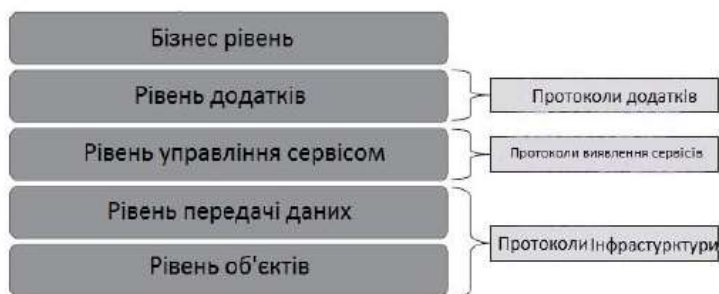 Бізнес рівень
Рівень додатків
Протоколи додатків
Рівень управління сервісом
Протоколи виявлення сервісів
Рівень передачі даних
Рівень об'єктів
Протоколи Інфрастурктури